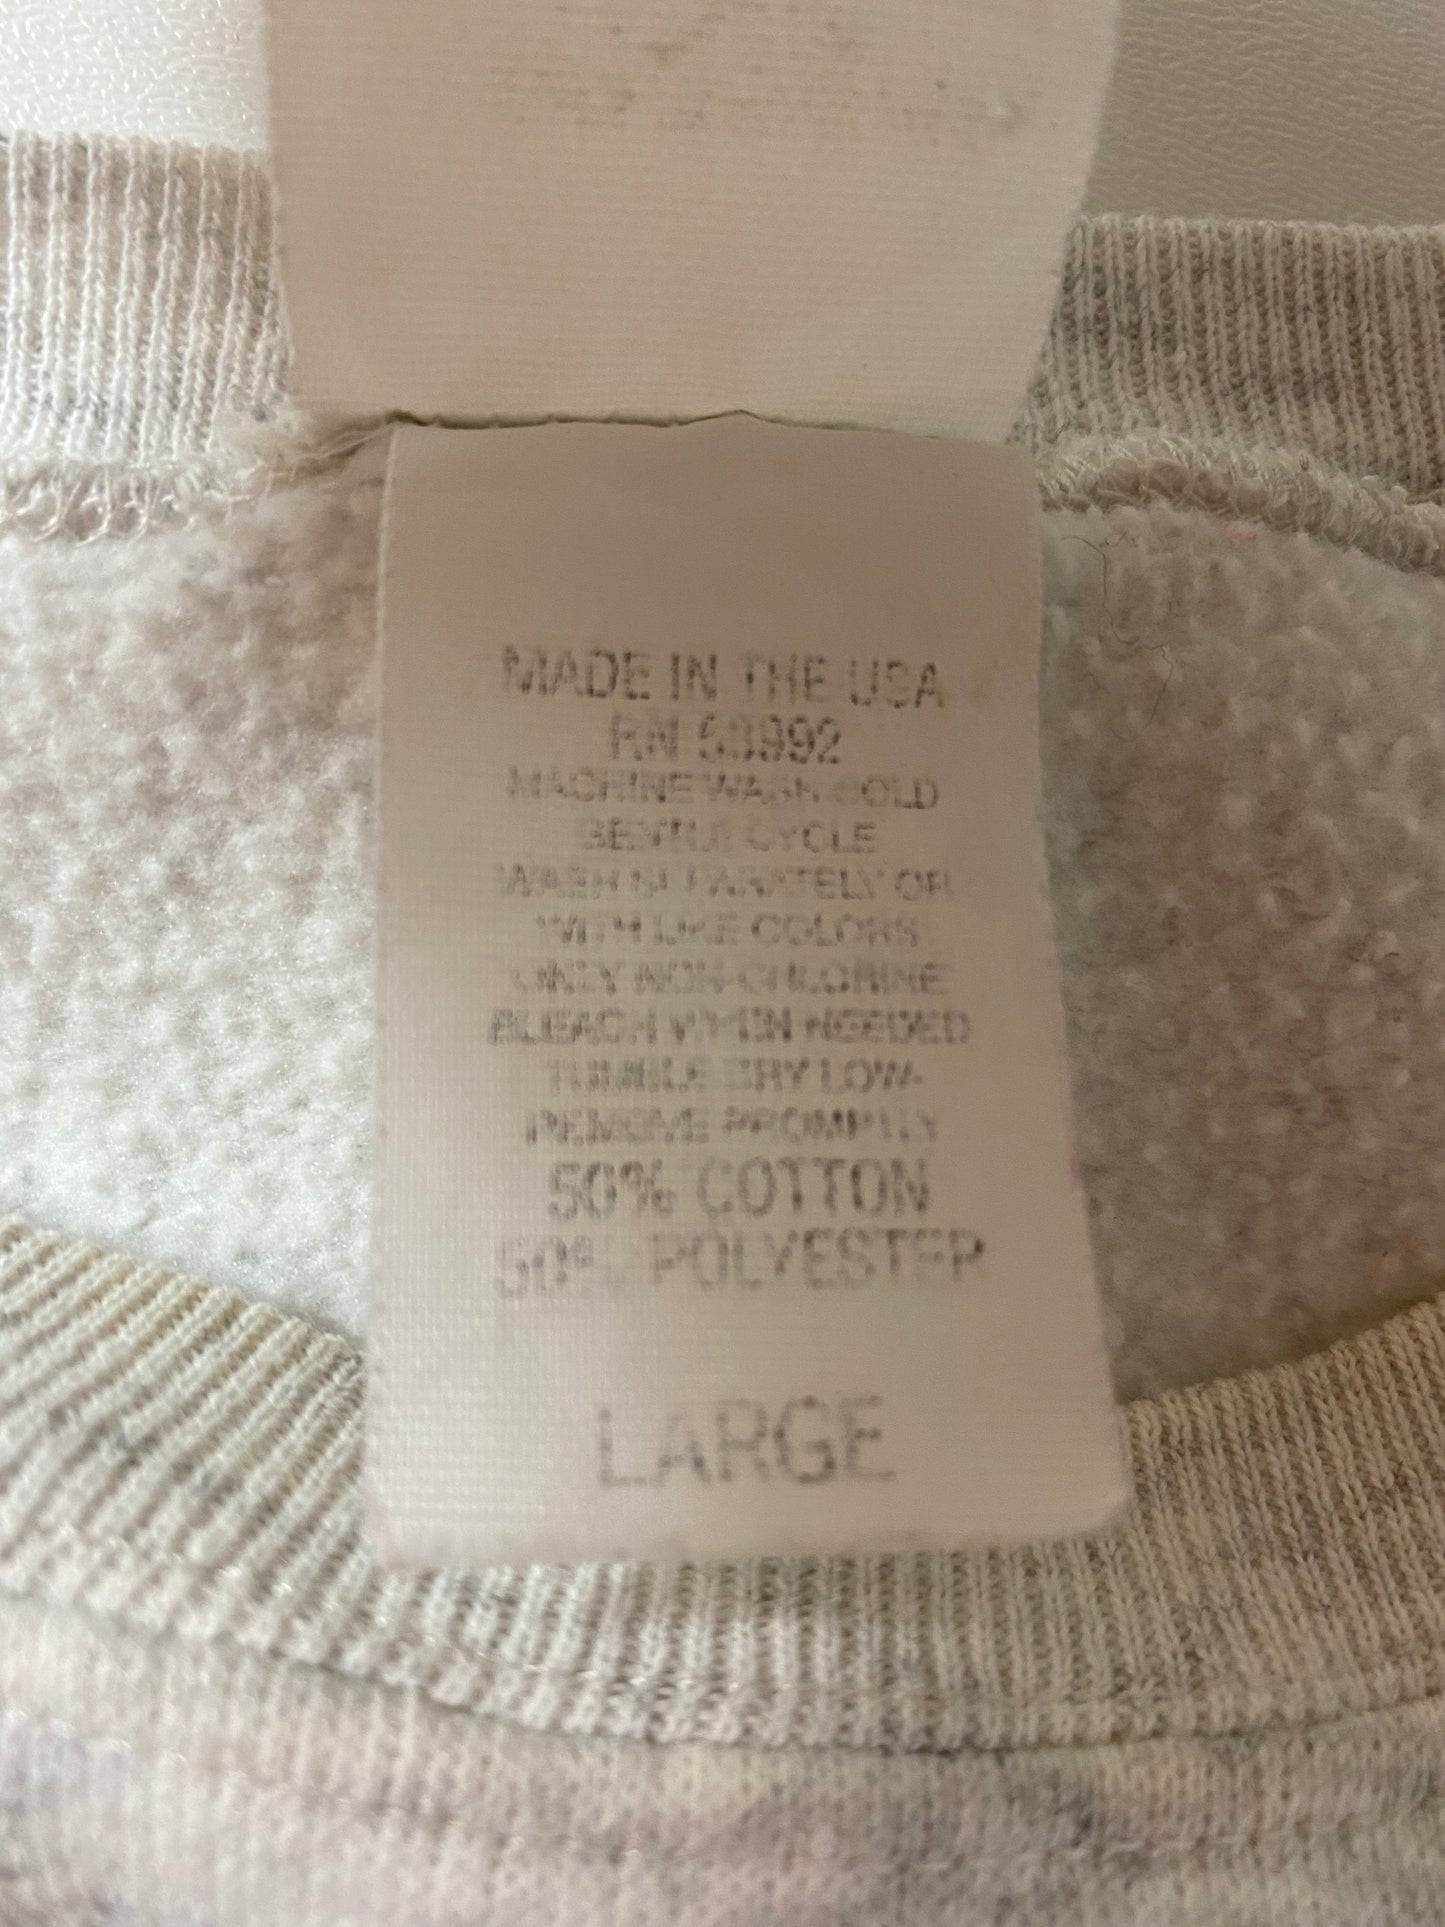 MADE IN THE USA
RN 53992
MACHINE WASH COLD
GENTLE CYCLE
WASH SEPARATELY OR
WITH LIKE COLORS
ONLY NON-CHLORINE
BLEACH WHEN NEEDED
TUMBLE DRY LOW-
REMOVE PROMPTLY
50% COTTON
50% POLYESTER
LARGE